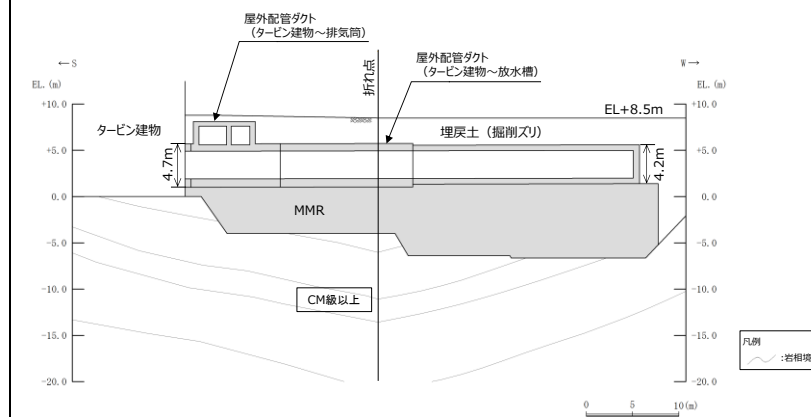 屋外配管ダクト
(タービン建物~排気筒)
屋外配管ダクト
(タービン建物~放水槽)
折れ点
←S
W→
EL. (m)
EL. (m)
+10.0
+5.0
0.0
-5.0
-10.0
-15.0
-20.0
タービン建物
4.7m
EL+8.5m
埋戻土(掘削ズリ)
4.2m
MMR
CM級以上
+10.0
+5.0
0.0
-5.0
-10.0
-15.0
-20.0
凡例
:岩相境
0 5 10(m)